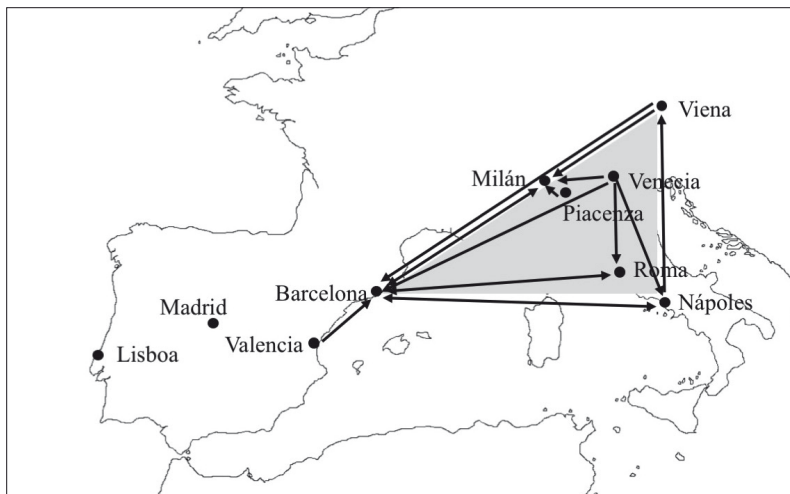 Viena
Milán
Venecia
Piacenza
Roma
Barcelona
Nápoles
Madrid
Valencia
Lisboa